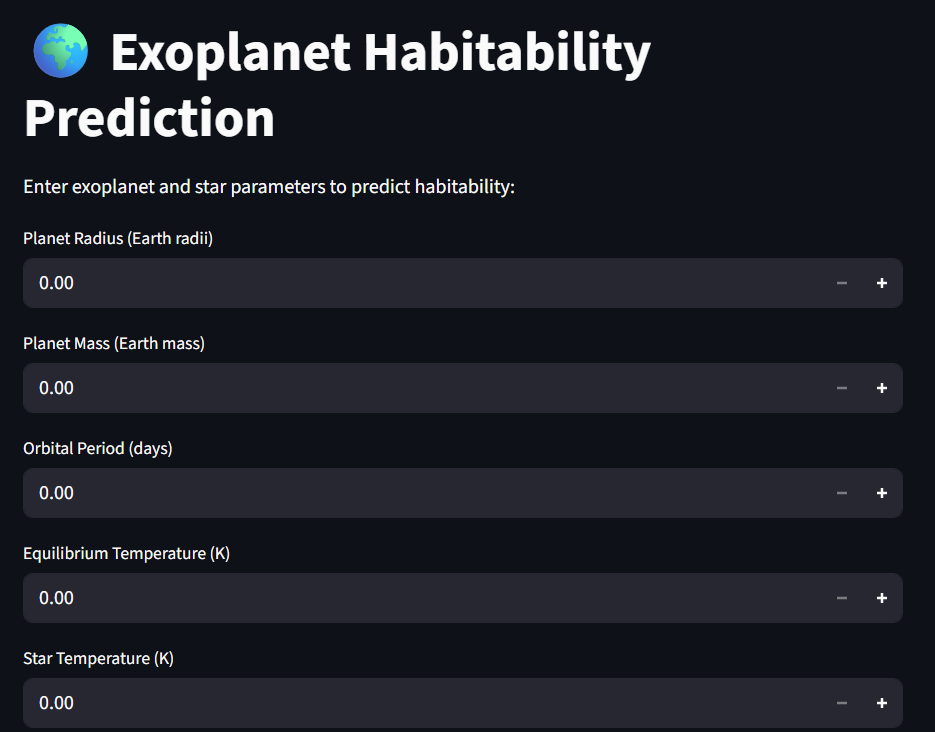 Exoplanet Habitability
Prediction
Enter exoplanet and star parameters to predict habitability:
Planet Radius (Earth radii)
0.00
Planet Mass (Earth mass)
0.00
Orbital Period (days)
0.00
Equilibrium Temperature (K)
0.00
Star Temperature (K)
0.00